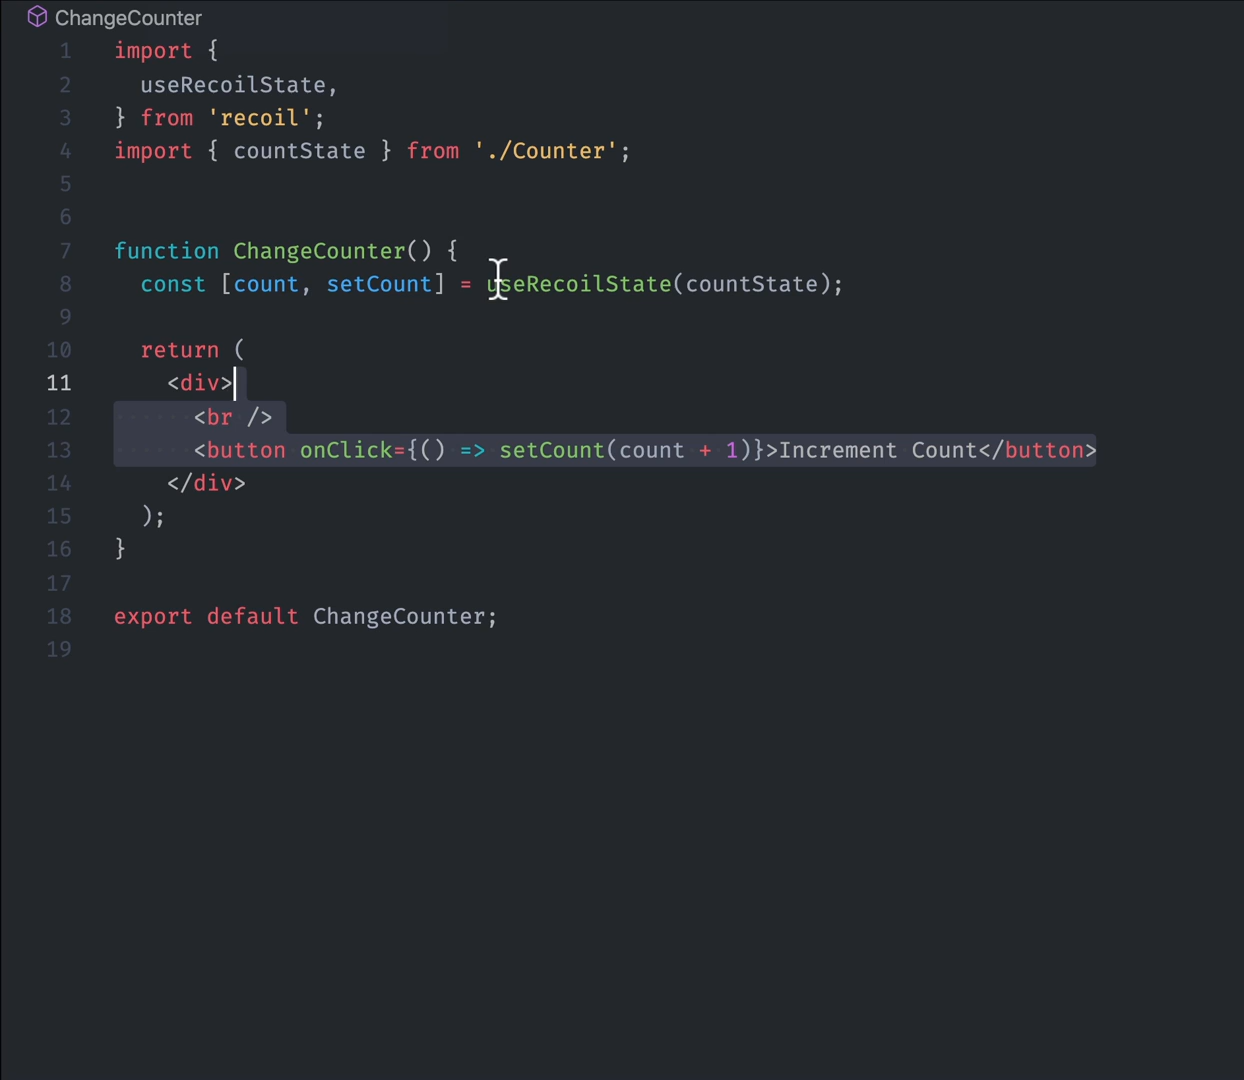 ChangeCounter
1 import {
2   useRecoilState,
3 } from 'recoil';
4 import { countState } from './Counter';
5
6
7 function ChangeCounter() {
8   const [count, setCount] = useRecoilState(countState);
9
10   return (
11     <div>
12       <br />
13       <button onClick={() => setCount(count + 1)}>Increment Count</button>
14     </div>
15   );
16 }
17
18 export default ChangeCounter;
19